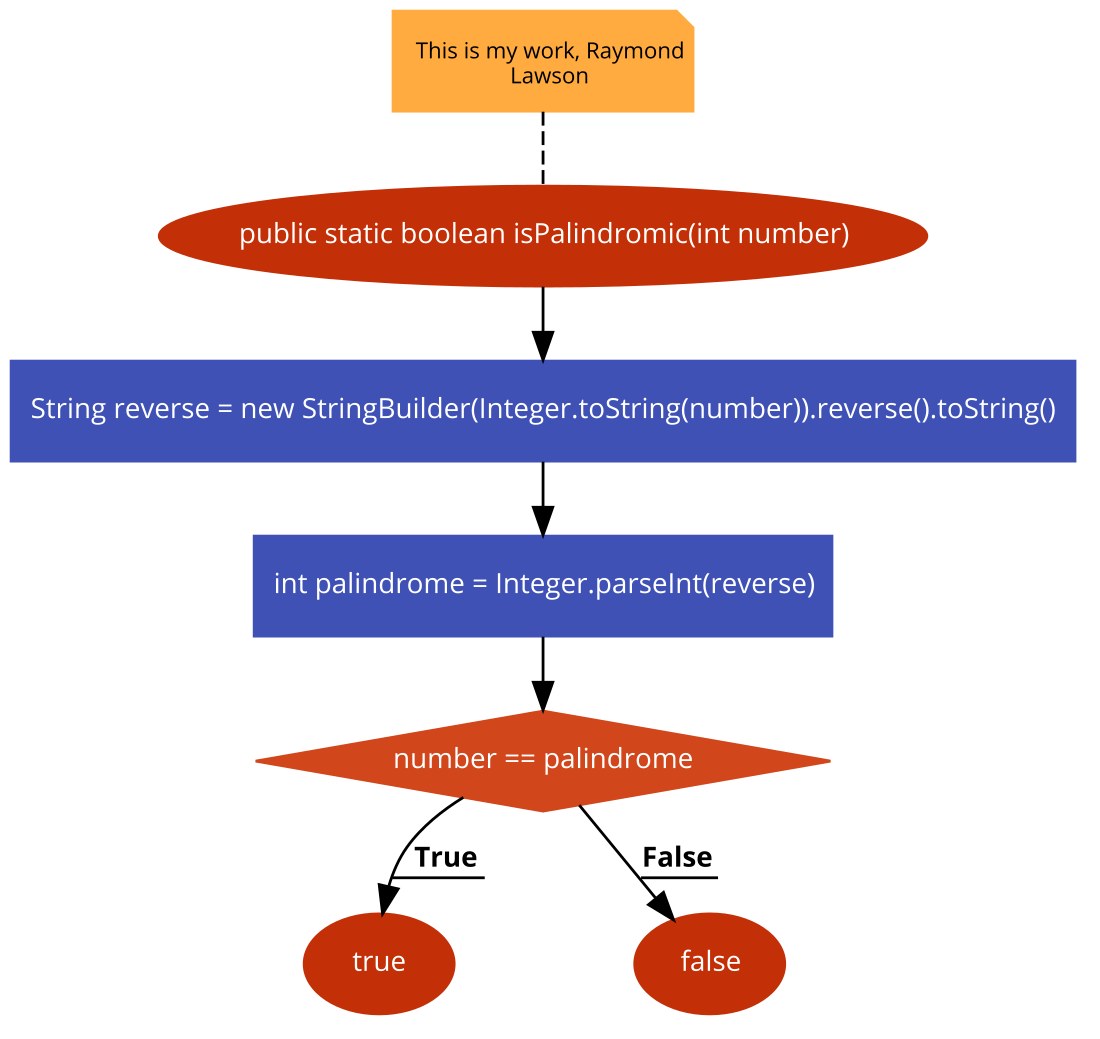 This is my work, Raymond
Lawson
public static boolean isPalindromic(int number)
String reverse = new StringBuilder(Integer.toString(number)).reverse().toString()
int palindrome = Integer.parseInt(reverse)
number == palindrome
True
False
true
false